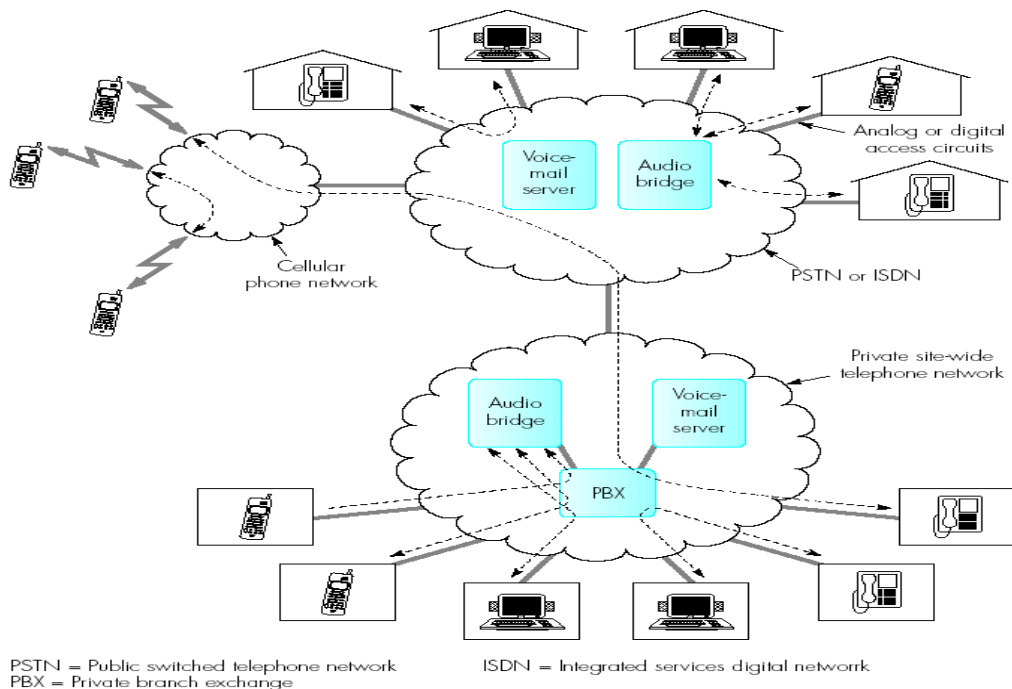 Voice-
mail
server
Audio
bridge
Analog or digital
access circuits
Cellular
phone network
PSTN or ISDN
Private site-wide
telephone network
Audio
bridge
Voice-
mail
server
PBX
PSTN = Public switched telephone network
ISDN = Integrated services digital networrk
PBX = Private branch exchange